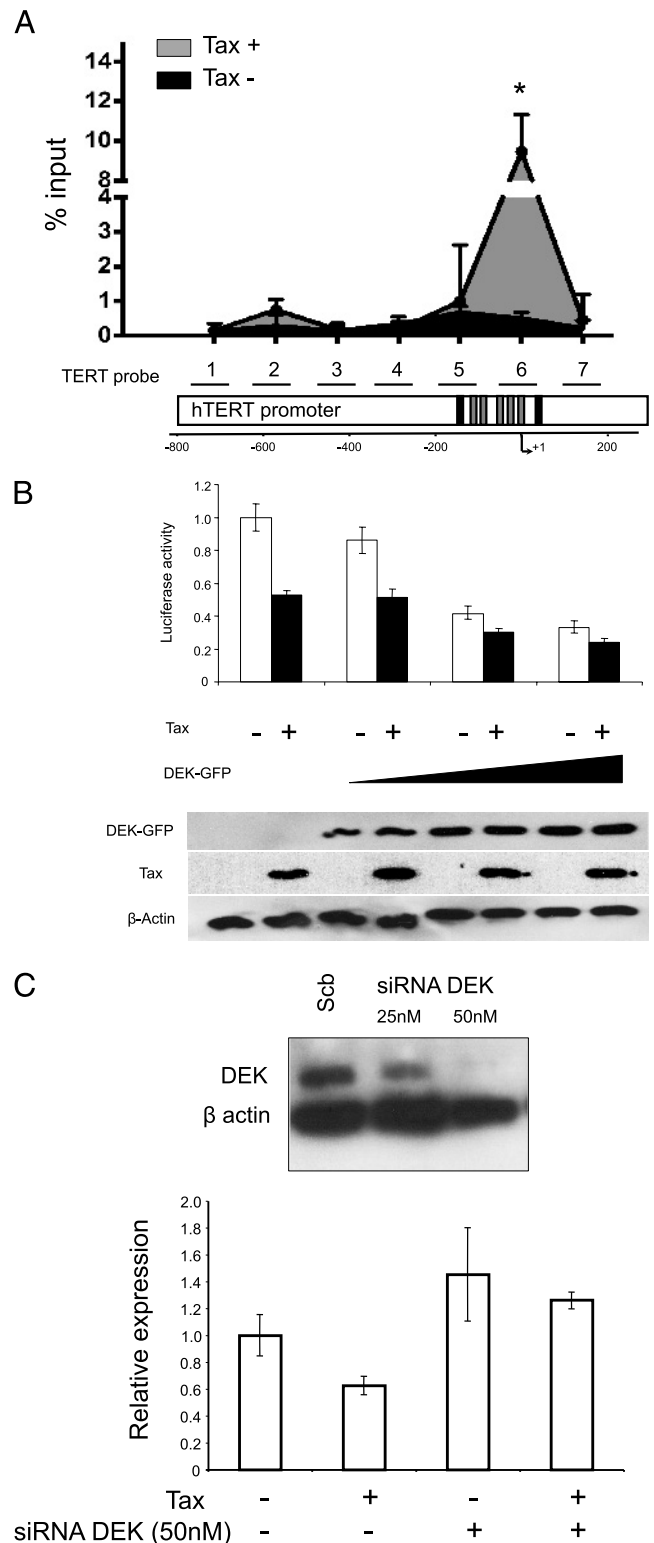 A
Tax +
Tax -
14
12
10
8
4
3
2
1
0
% input
*
TERT probe
1 2 3 4 5 6 7
hTERT promoter
-800 -600 -400 -200 +1 200
B
1.2
1.0
0.8
0.6
0.4
0.2
0
Luciferase activity
Tax - + - + - + - +
DEK-GFP
DEK-GFP
Tax
β-Actin
C
Scb
siRNA DEK
25nM 50nM
DEK
β actin
2.0
1.8
1.6
1.4
1.2
1.0
0.8
0.6
0.4
0.2
0
Relative expression
Tax - + - +
siRNA DEK (50nM) - - + +